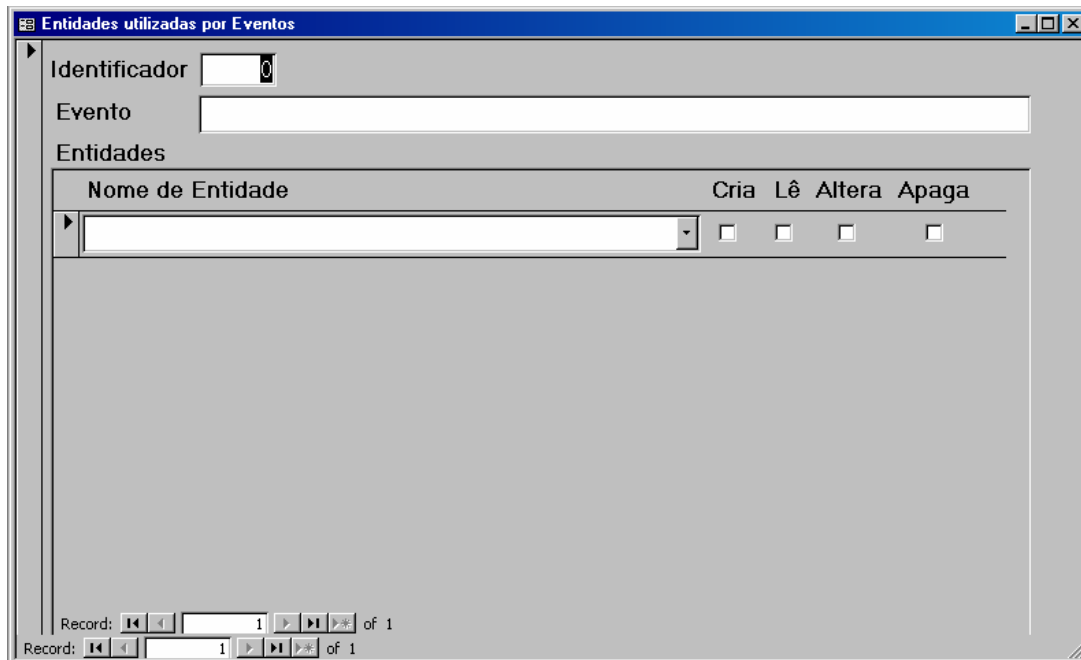 Entidades utilizadas por Eventos
Identificador 0
Evento
Entidades
Nome de Entidade Cria Lê Altera Apaga
Record: 1 of 1
Record: 1 of 1